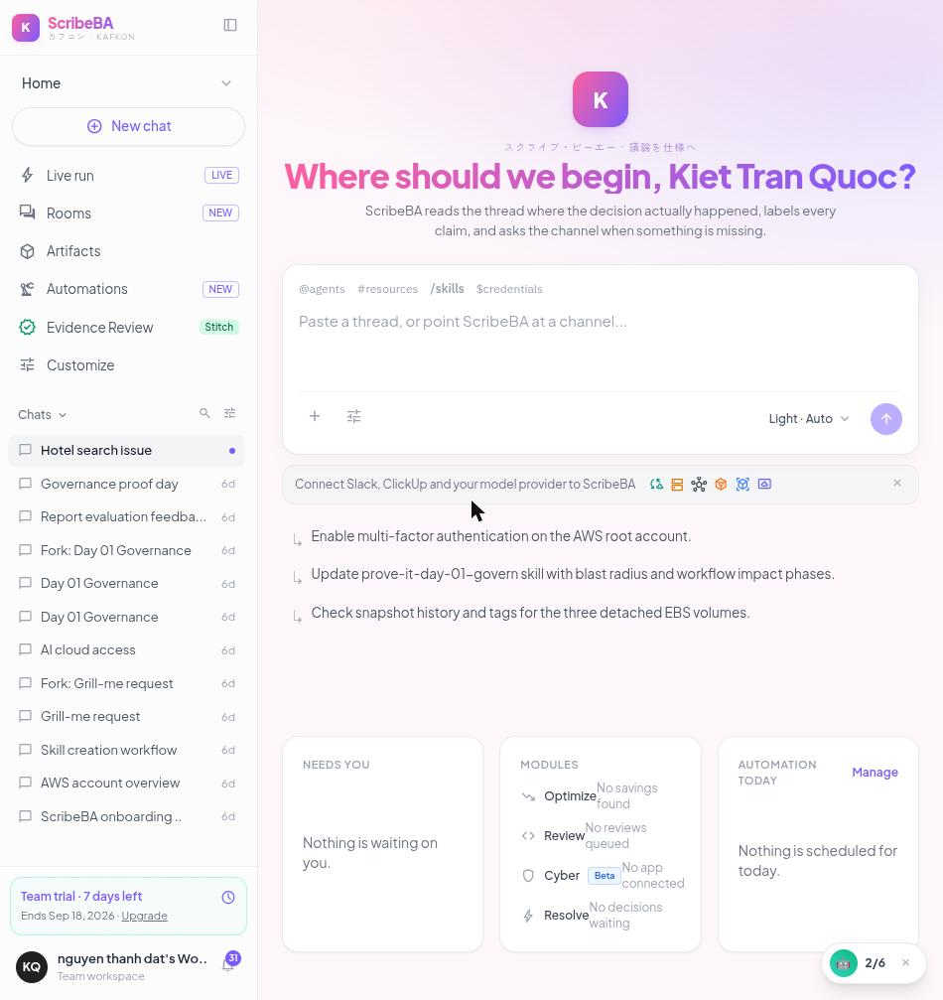 K
ScribeBA
カフコン · KAFKON
Home
New chat
Live run
LIVE
Rooms
NEW
Artifacts
Automations
NEW
Evidence Review
Stitch
Customize
Chats
Hotel search issue
Governance proof day
6d
Report evaluation feedba...
6d
Fork: Day 01 Governance
6d
Day 01 Governance
6d
Day 01 Governance
6d
AI cloud access
6d
Fork: Grill-me request
6d
Grill-me request
6d
Skill creation workflow
6d
AWS account overview
6d
ScribeBA onboarding ..
6d
Team trial · 7 days left
Ends Sep 18, 2026 · Upgrade
KQ
nguyen thanh dat's Wo..
Team workspace
31
K
スクライブ・ビーエー · 議論を仕様へ
Where should we begin, Kiet Tran Quoc?
ScribeBA reads the thread where the decision actually happened, labels every
claim, and asks the channel when something is missing.
@agents #resources /skills $credentials
Paste a thread, or point ScribeBA at a channel...
Light · Auto
Connect Slack, ClickUp and your model provider to ScribeBA
Enable multi-factor authentication on the AWS root account.
Update prove-it-day-01-govern skill with blast radius and workflow impact phases.
Check snapshot history and tags for the three detached EBS volumes.
NEEDS YOU
Nothing is waiting on
you.
MODULES
Optimize
No savings
found
Review
No reviews
queued
Cyber
Beta
No app
connected
Resolve
No decisions
waiting
AUTOMATION
TODAY
Manage
Nothing is scheduled for
today.
2/6